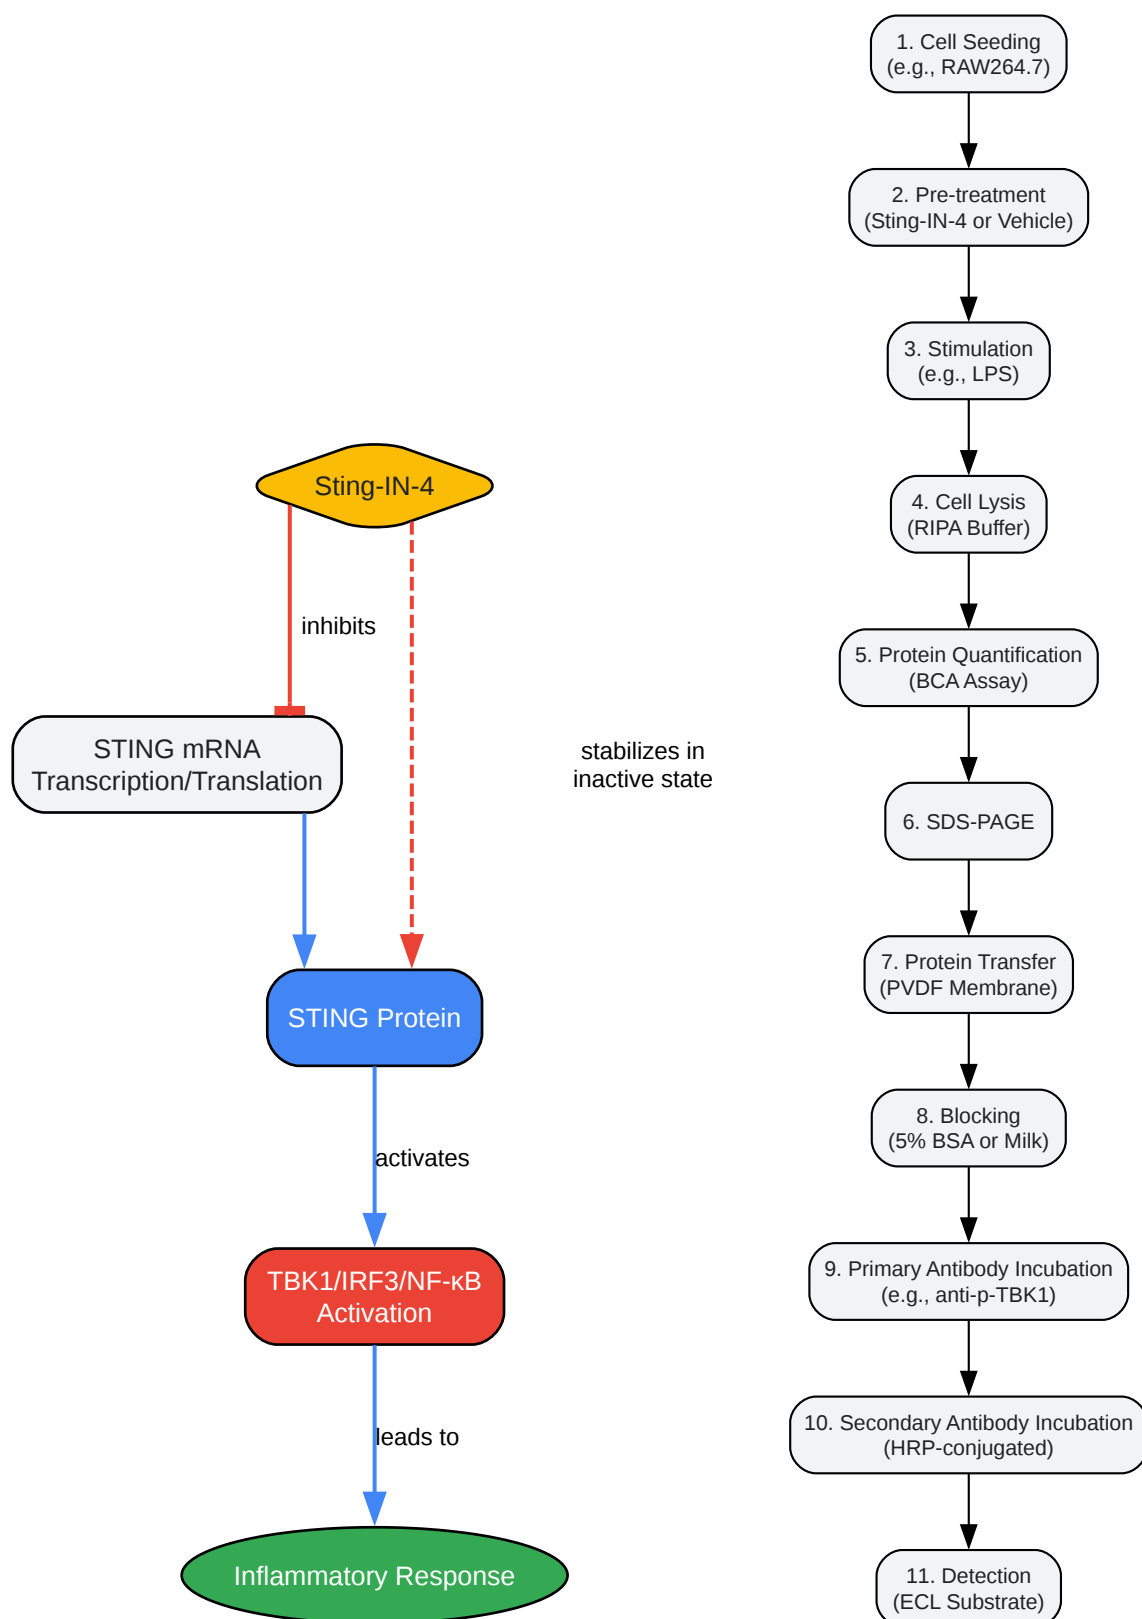 Sting-IN-4
inhibits
STING mRNA
Transcription/Translation
stabilizes in
inactive state
STING Protein
activates
TBK1/IRF3/NF-κB
Activation
leads to
Inflammatory Response
1. Cell Seeding
(e.g., RAW264.7)
2. Pre-treatment
(Sting-IN-4 or Vehicle)
3. Stimulation
(e.g., LPS)
4. Cell Lysis
(RIPA Buffer)
5. Protein Quantification
(BCA Assay)
6. SDS-PAGE
7. Protein Transfer
(PVDF Membrane)
8. Blocking
(5% BSA or Milk)
9. Primary Antibody Incubation
(e.g., anti-p-TBK1)
10. Secondary Antibody Incubation
(HRP-conjugated)
11. Detection
(ECL Substrate)